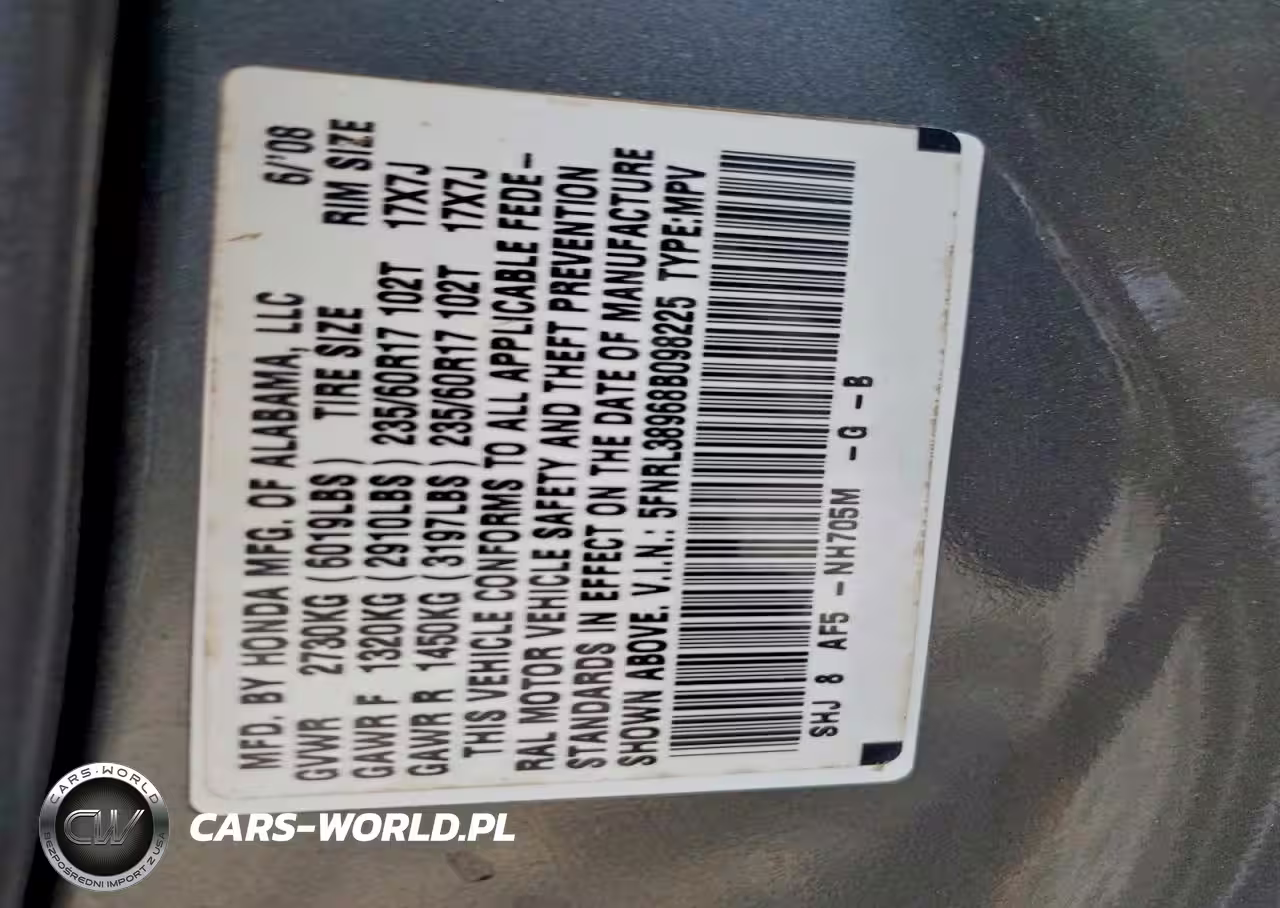 MFD. BY HONDA MFG. OF ALABAMA, LLC 6/'08
GVWR 2730KG (6019LBS) TIRE SIZE RIM SIZE
GAWR F 1320KG (2910LBS) 235/60R17 102T 17X7J
GAWR R 1450KG (3197LBS) 235/60R17 102T 17X7J
THIS VEHICLE CONFORMS TO ALL APPLICABLE FEDE-
RAL MOTOR VEHICLE SAFETY AND THEFT PREVENTION
STANDARDS IN EFFECT ON THE DATE OF MANUFACTURE
SHOWN ABOVE. V.I.N.: 5FNRL38968B098225 TYPE:MPV
SHJ 8 AF5 -NH705M -G -B
CARS-WORLD
CW
BEZPOŚREDNI IMPORT Z USA
CARS-WORLD.PL